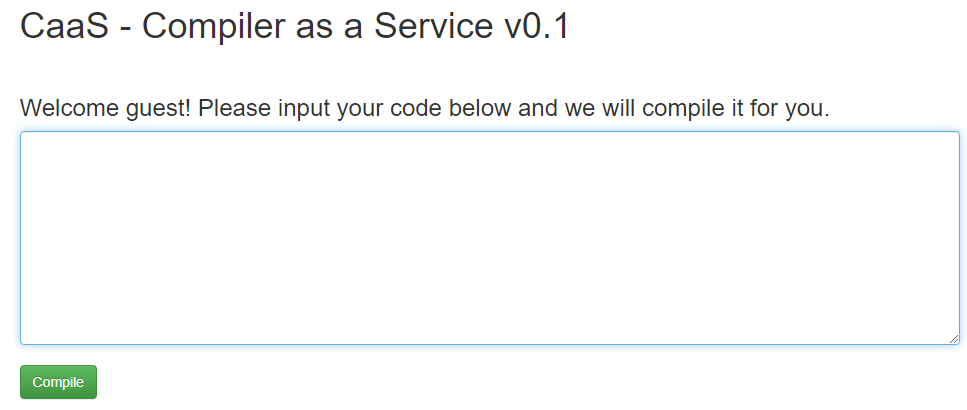 CaaS - Compiler as a Service v0.1
Welcome guest! Please input your code below and we will compile it for you.
Compile